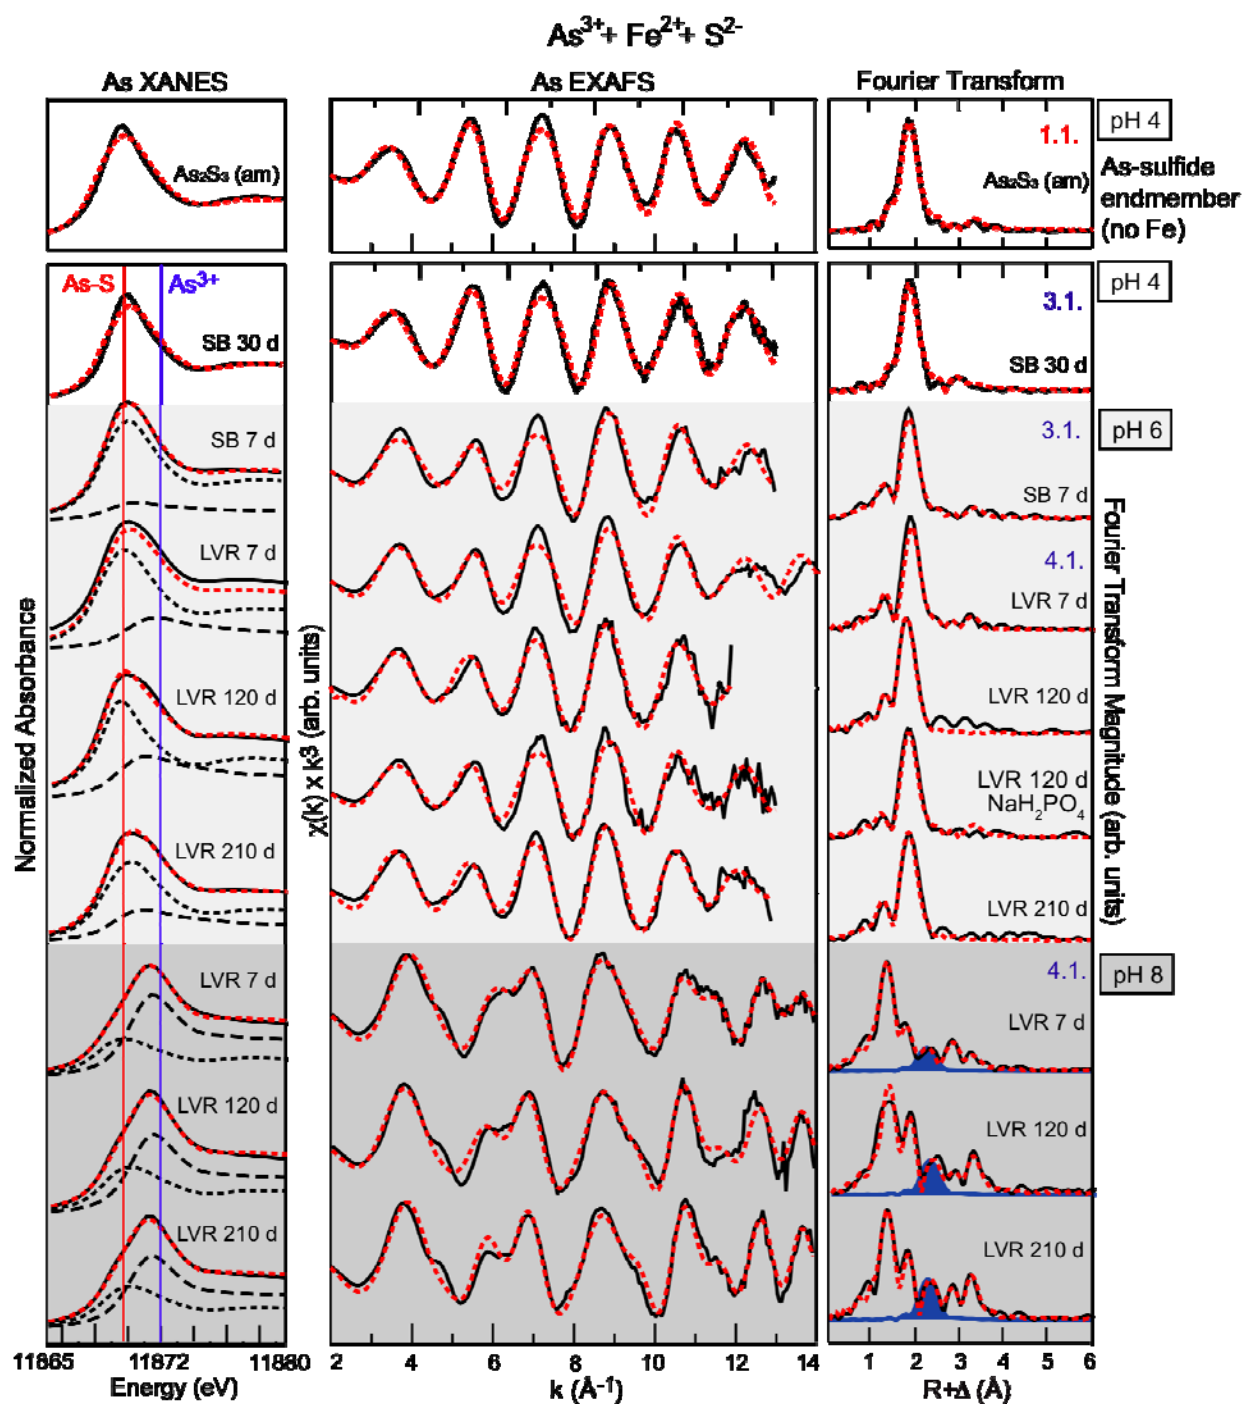 As3++ Fe2++ S2-
As XANES
As EXAFS
Fourier Transform
As2S3 (am)
1.1.
As2S3 (am)
pH 4
As-sulfide
endmember
(no Fe)
As-S
As3+
SB 30 d
3.1.
SB 30 d
pH 4
SB 7 d
3.1.
SB 7 d
pH 6
LVR 7 d
4.1.
LVR 7 d
LVR 120 d
LVR 120 d
LVR 120 d
NaH2PO4
LVR 210 d
LVR 210 d
LVR 7 d
4.1.
LVR 7 d
pH 8
LVR 120 d
LVR 120 d
LVR 210 d
LVR 210 d
Normalized Absorbance
χ(k) x k3 (arb. units)
Fourier Transform Magnitude (arb. units)
11865 11872 11880
Energy (eV)
2 4 6 8 10 12 14
k (Å-1)
1 2 3 4 5 6
R+Δ (Å)